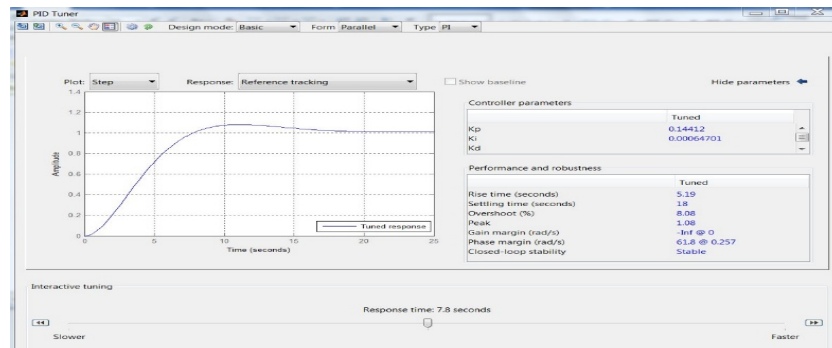 PID Tuner
Design mode: Basic Form Parallel Type PI
Plot: Step Response: Reference tracking Show baseline Hide parameters
Controller parameters
Tuned
Kp 0.14412
Ki 0.00064701
Kd
Performance and robustness
Tuned
Rise time (seconds) 5.19
Settling time (seconds) 18
Overshoot (%) 8.08
Peak 1.08
Gain margin (rad/s) -Inf @ 0
Phase margin (rad/s) 61.8 @ 0.257
Closed-loop stability Stable
1.4
1.2
1
0.8
0.6
0.4
0.2
0
Amplitude
Tuned response
0 5 10 15 20 25
Time (seconds)
Interactive tuning
Response time: 7.8 seconds
Slower Faster